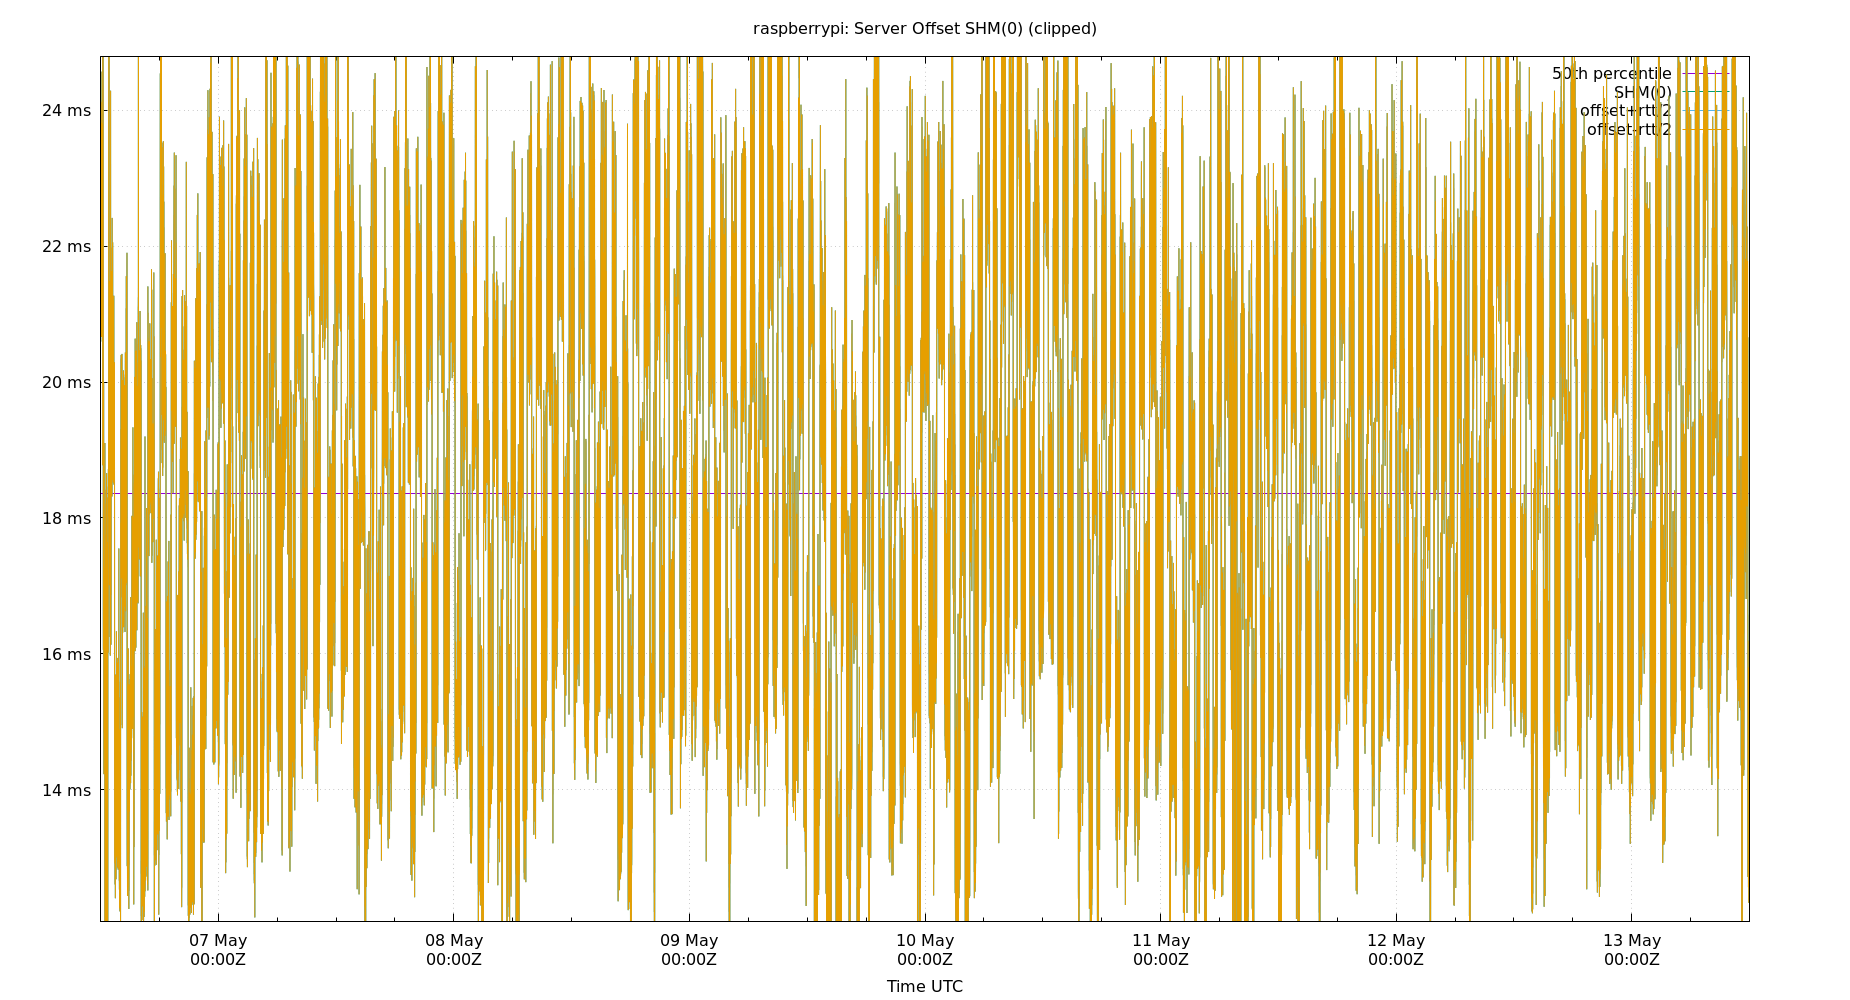 raspberrypi: Server Offset SHM(0) (clipped)
50th percentile
SHM(0)
offset+rtt/2
offset-rtt/2
24 ms
22 ms
20 ms
18 ms
16 ms
14 ms
07 May
00:00Z
08 May
00:00Z
09 May
00:00Z
10 May
00:00Z
11 May
00:00Z
12 May
00:00Z
13 May
00:00Z
Time UTC